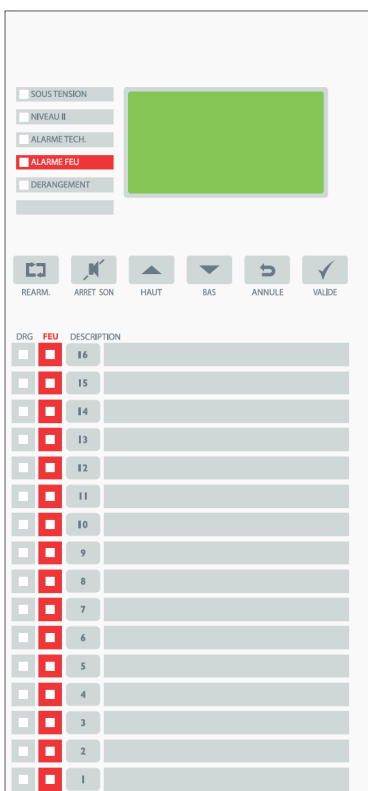 SOUS TENSION
NIVEAU II
ALARME TECH.
ALARME FEU
DERANGEMENT
REARM. ARRET SON HAUT BAS ANNULE VALIDE
DRG FEU DESCRIPTION
16
15
14
13
12
11
10
9
8
7
6
5
4
3
2
1